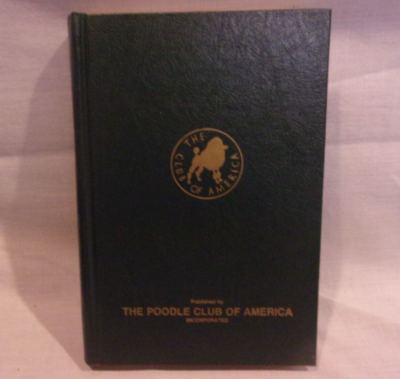 THE
CLUB OF AMERICA
Published by
THE POODLE CLUB OF AMERICA
INCORPORATED